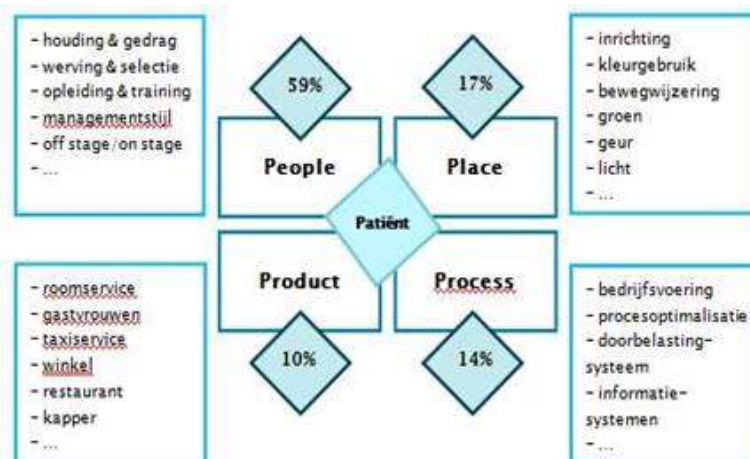 - houding & gedrag
- werving & selectie
- opleiding & training
- managementstijl
- off stage/on stage
- ...
59%
People
17%
Place
- inrichting
- kleurgebruik
- bewegwijzering
- groen
- geur
- licht
- ...
Patiënt
- roomservice
- gastvrouwen
- taxiservice
- winkel
- restaurant
- kapper
- ...
Product
10%
Process
14%
- bedrijfsvoering
- procesoptimalisatie
- doorbelasting-
systeem
- informatie-
systemen
- ...